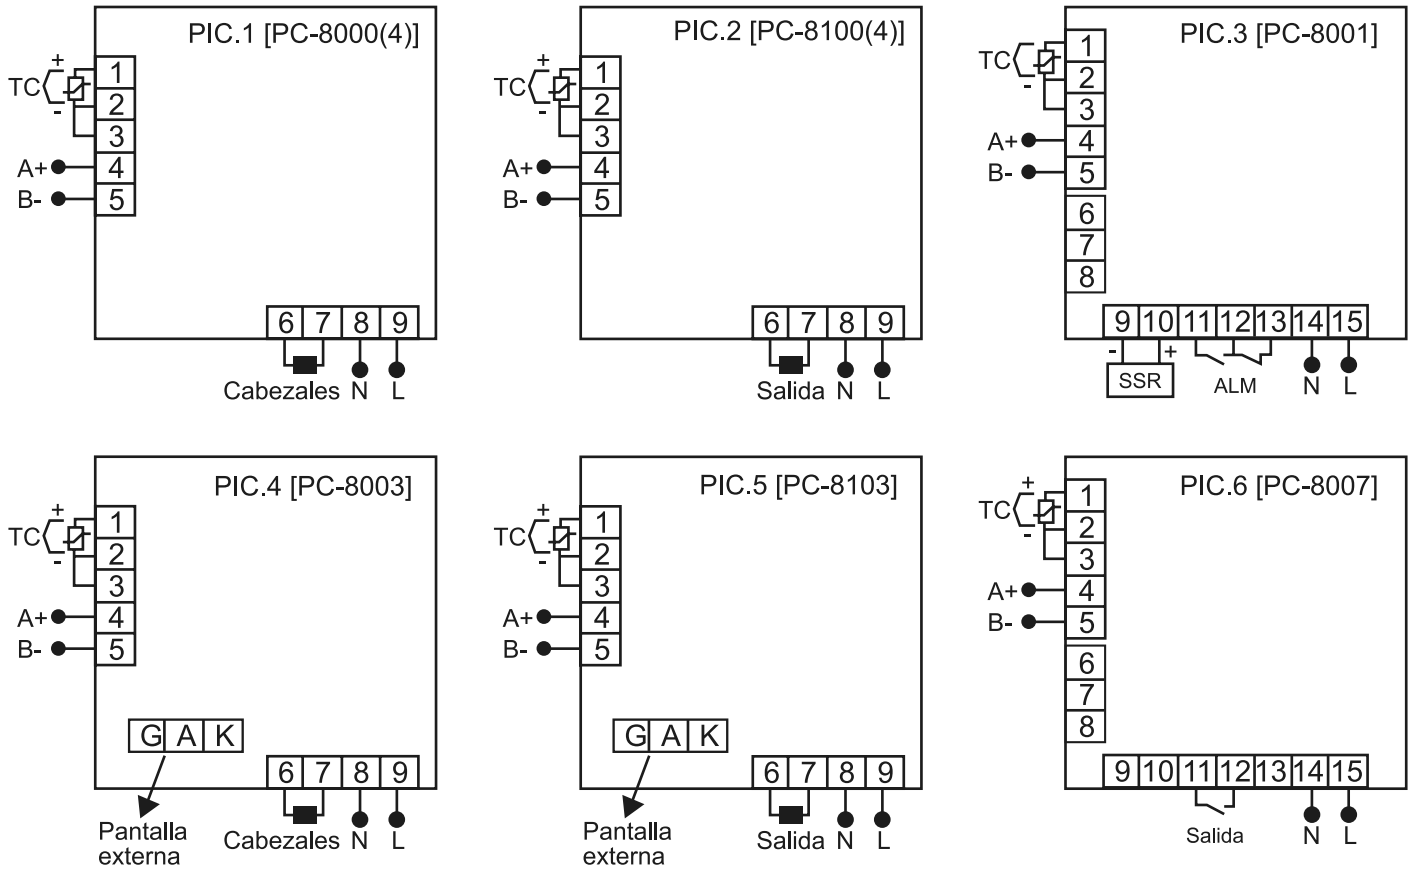 PIC.1 [PC-8000(4)]
+
TC
-
1
2
3
A+ 4
B- 5
6 7 8 9
Cabezales N L
PIC.2 [PC-8100(4)]
+
TC
-
1
2
3
A+ 4
B- 5
6 7 8 9
Salida N L
PIC.3 [PC-8001]
+
TC
-
1
2
3
A+ 4
B- 5
6
7
8
9 10 11 12 13 14 15
- +
SSR ALM N L
PIC.4 [PC-8003]
+
TC
-
1
2
3
A+ 4
B- 5
G A K
6 7 8 9
Pantalla
externa
Cabezales N L
PIC.5 [PC-8103]
+
TC
-
1
2
3
A+ 4
B- 5
G A K
6 7 8 9
Pantalla
externa
Salida N L
PIC.6 [PC-8007]
+
TC
-
1
2
3
A+ 4
B- 5
6
7
8
9 10 11 12 13 14 15
Salida N L